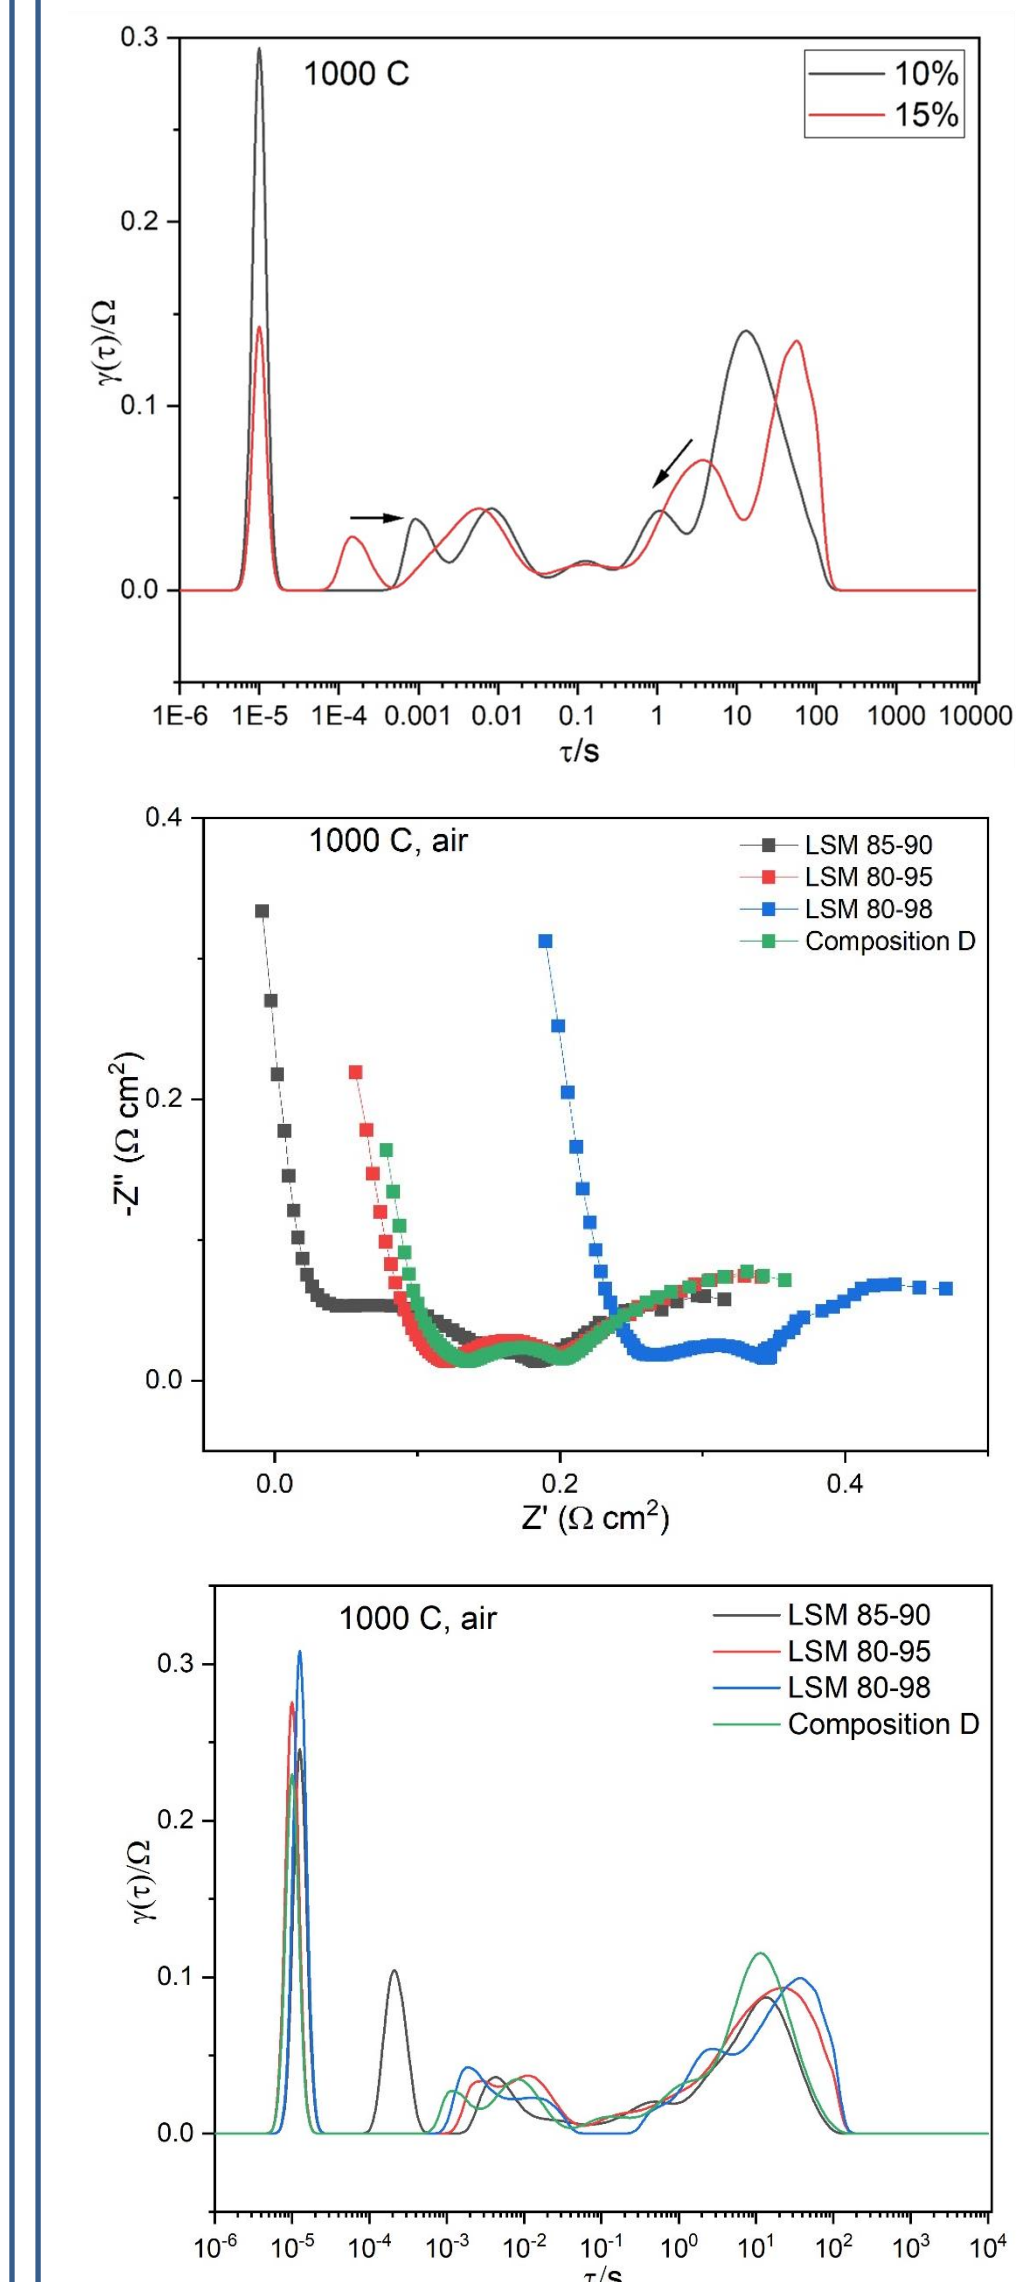 0.3
1000 C
10%
15%
0.2
γ(τ)/Ω
0.1
0.0
1E-6 1E-5 1E-4 0.001 0.01 0.1 1 10 100 1000 10000
τ/s
0.4
1000 C, air
LSM 85-90
LSM 80-95
LSM 80-98
Composition D
-Z" (Ω cm²)
0.2
0.0
0.0 0.2 0.4
Z' (Ω cm²)
1000 C, air
LSM 85-90
LSM 80-95
LSM 80-98
Composition D
0.3
0.2
γ(τ)/Ω
0.1
0.0
10⁻⁶ 10⁻⁵ 10⁻⁴ 10⁻³ 10⁻² 10⁻¹ 10⁰ 10¹ 10² 10³ 10⁴
τ/s